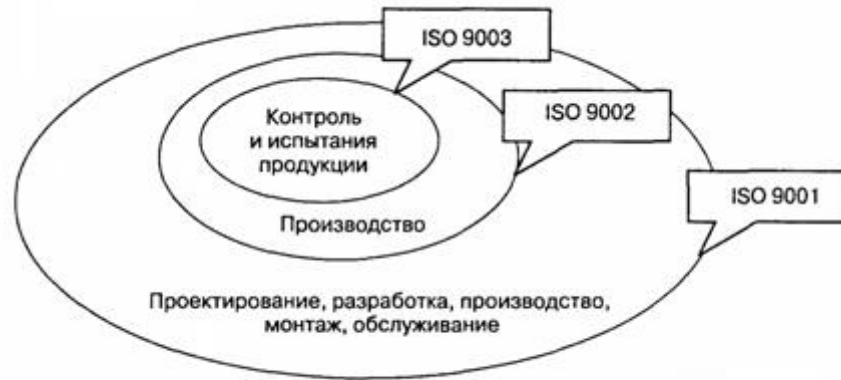 ISO 9003
ISO 9002
Контроль
и испытания
продукции
ISO 9001
Производство
Проектирование, разработка, производство,
монтаж, обслуживание